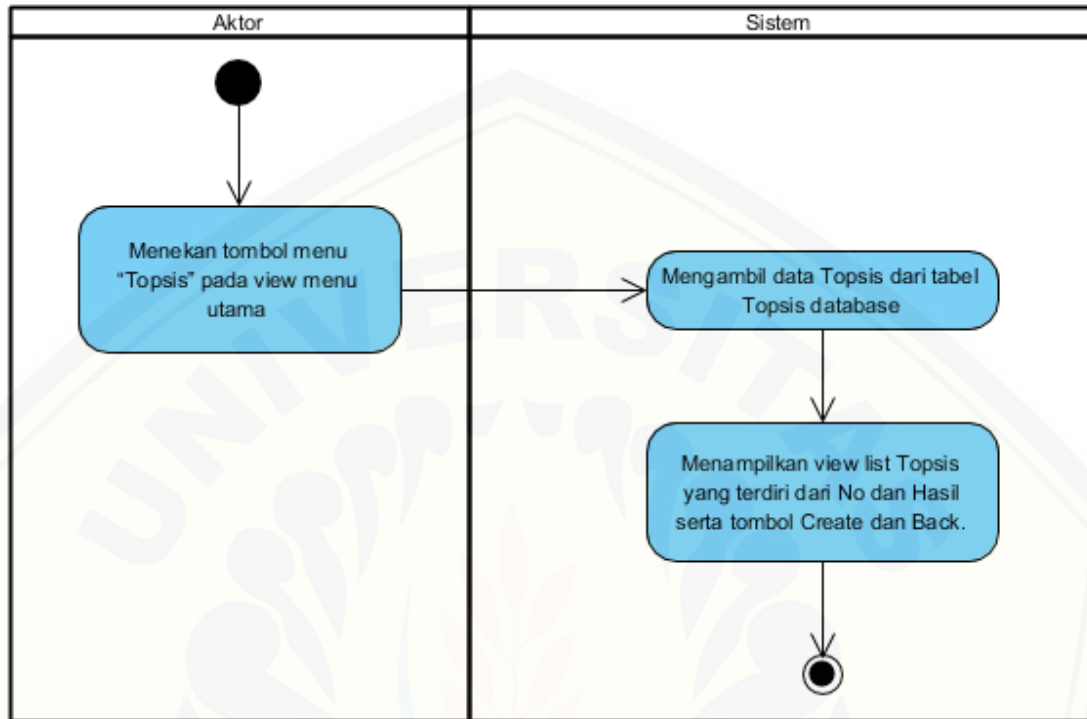 Aktor
Sistem
Menekan tombol menu
“Topsis” pada view menu
utama
Mengambil data Topsis dari tabel
Topsis database
Menampilkan view list Topsis
yang terdiri dari No dan Hasil
serta tombol Create dan Back.
UNIVERSITAS